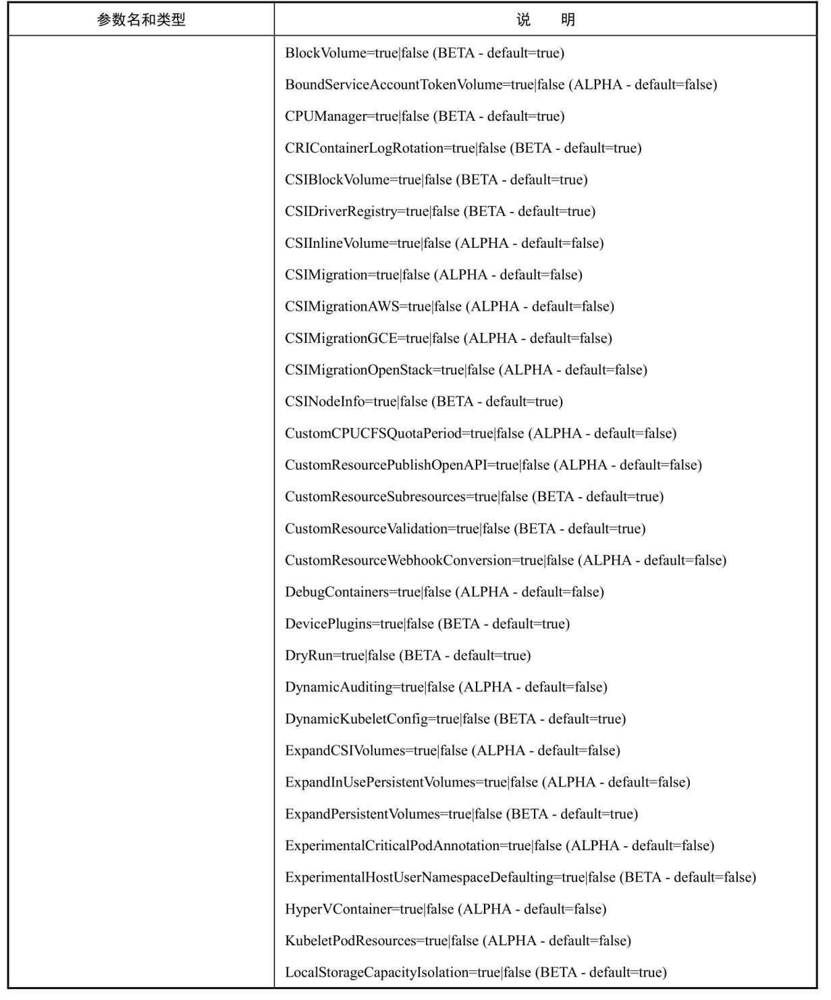 参数名和类型 说 明
BlockVolume=true|false (BETA - default=true)
BoundServiceAccountTokenVolume=true|false (ALPHA - default=false)
CPUManager=true|false (BETA - default=true)
CRIContainerLogRotation=true|false (BETA - default=true)
CSIBlockVolume=true|false (BETA - default=true)
CSIDriverRegistry=true|false (BETA - default=true)
CSIInlineVolume=true|false (ALPHA - default=false)
CSIMigration=true|false (ALPHA - default=false)
CSIMigrationAWS=true|false (ALPHA - default=false)
CSIMigrationGCE=true|false (ALPHA - default=false)
CSIMigrationOpenStack=true|false (ALPHA - default=false)
CSINodeInfo=true|false (BETA - default=true)
CustomCPUCFSQuotaPeriod=true|false (ALPHA - default=false)
CustomResourcePublishOpenAPI=true|false (ALPHA - default=false)
CustomResourceSubresources=true|false (BETA - default=true)
CustomResourceValidation=true|false (BETA - default=true)
CustomResourceWebhookConversion=true|false (ALPHA - default=false)
DebugContainers=true|false (ALPHA - default=false)
DevicePlugins=true|false (BETA - default=true)
DryRun=true|false (BETA - default=true)
DynamicAuditing=true|false (ALPHA - default=false)
DynamicKubeletConfig=true|false (BETA - default=true)
ExpandCSIVolumes=true|false (ALPHA - default=false)
ExpandInUsePersistentVolumes=true|false (ALPHA - default=false)
ExpandPersistentVolumes=true|false (BETA - default=true)
ExperimentalCriticalPodAnnotation=true|false (ALPHA - default=false)
ExperimentalHostUserNamespaceDefaulting=true|false (BETA - default=false)
HyperVContainer=true|false (ALPHA - default=false)
KubeletPodResources=true|false (ALPHA - default=false)
LocalStorageCapacityIsolation=true|false (BETA - default=true)